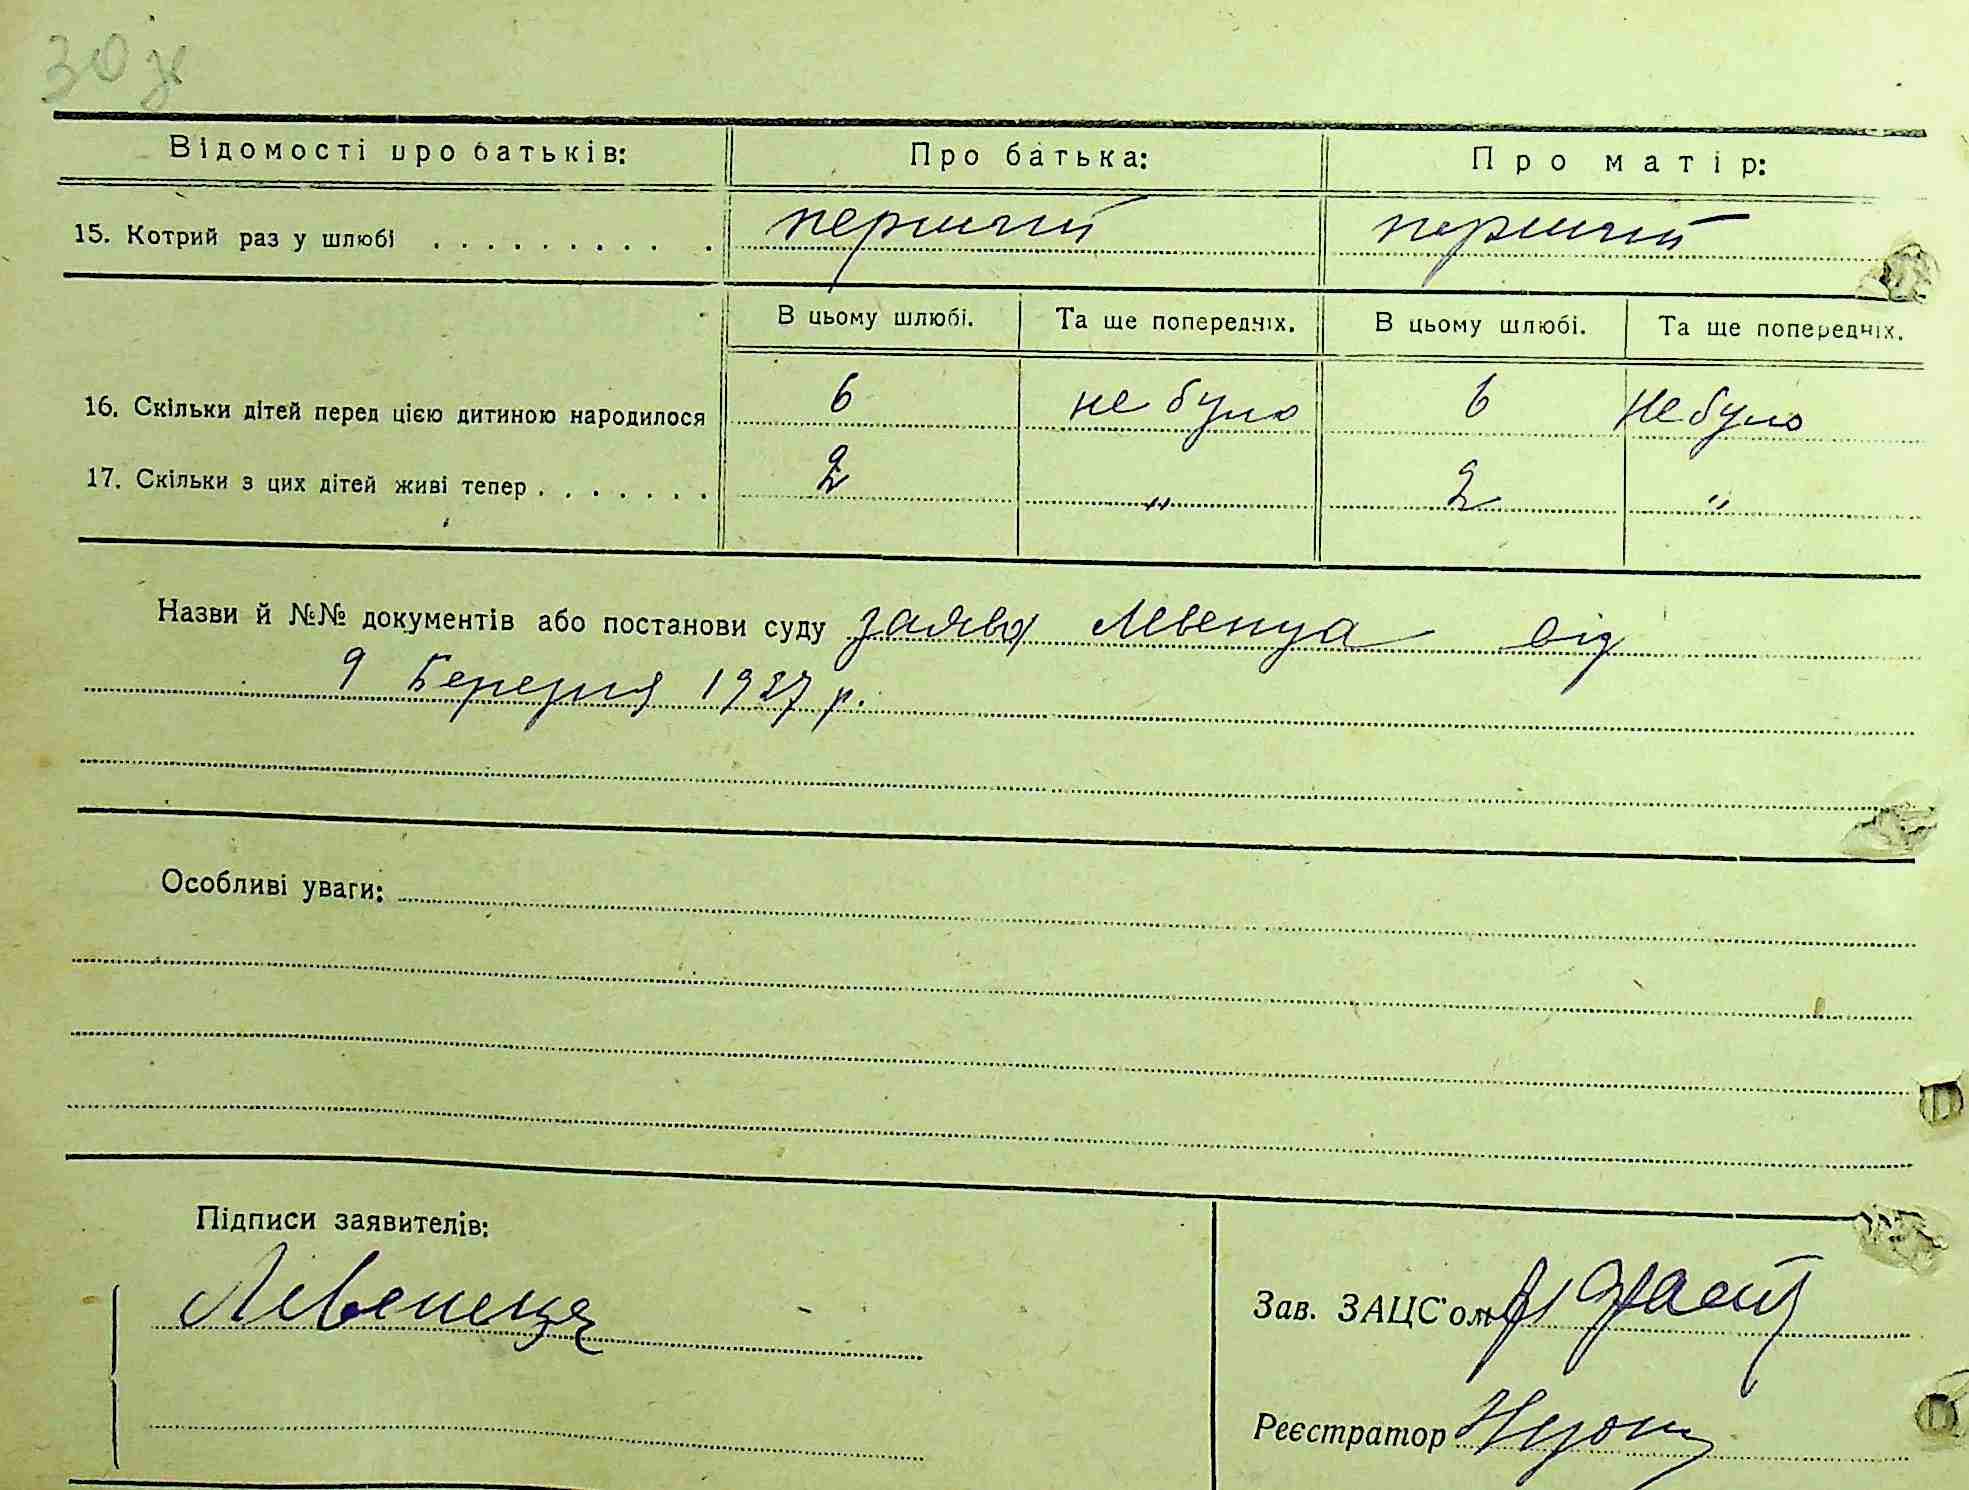 30 ж
Відомості про батьків: Про батька: Про матір:
15. Котрий раз у шлюбі . . . . . . . . . . перший перший
В цьому шлюбі. Та ще попередніх. В цьому шлюбі. Та ще попередніх.
16. Скільки дітей перед цією дитиною народилося 6 не було 6 не було
17. Скільки з цих дітей живі тепер . . . . . . . 2 " 2 "
Назви й №№ документів або постанови суду заява Левенця від
9 Березня 1937 р.
Особливі уваги:
Підписи заявителів:
Зав. ЗАЦС'ом
Реєстратор